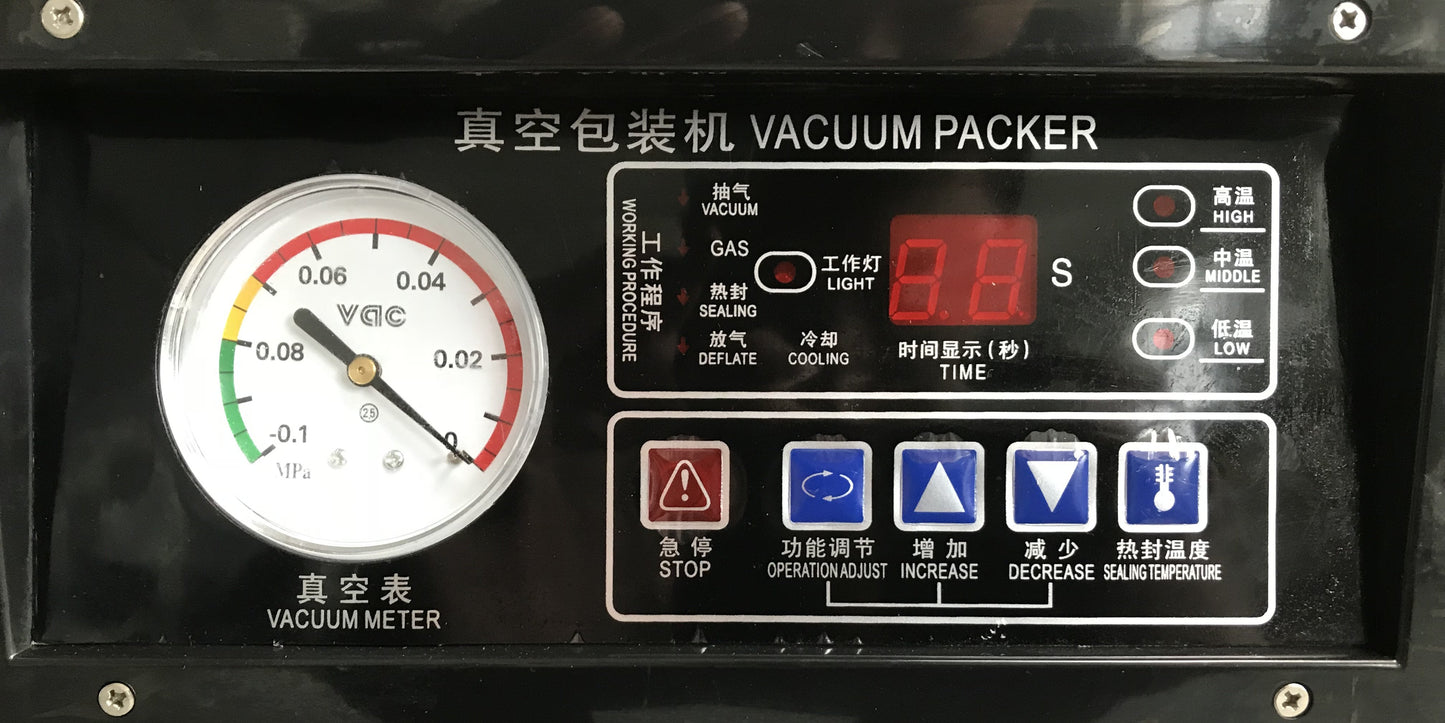 真空包装机 VACUUM PACKER
0.06
0.04
vac
0.08
0.02
2.5
-0.1
0
MPa
真空表
VACUUM METER
工作程序
WORKING PROCEDURE
抽气
VACUUM
GAS
热封
SEALING
放气
DEFLATE
冷却
COOLING
工作灯
LIGHT
S
时间显示(秒)
TIME
高温
HIGH
中温
MIDDLE
低温
LOW
急停
STOP
功能调节
OPERATION ADJUST
增加
INCREASE
减少
DECREASE
热封温度
SEALING TEMPERATURE